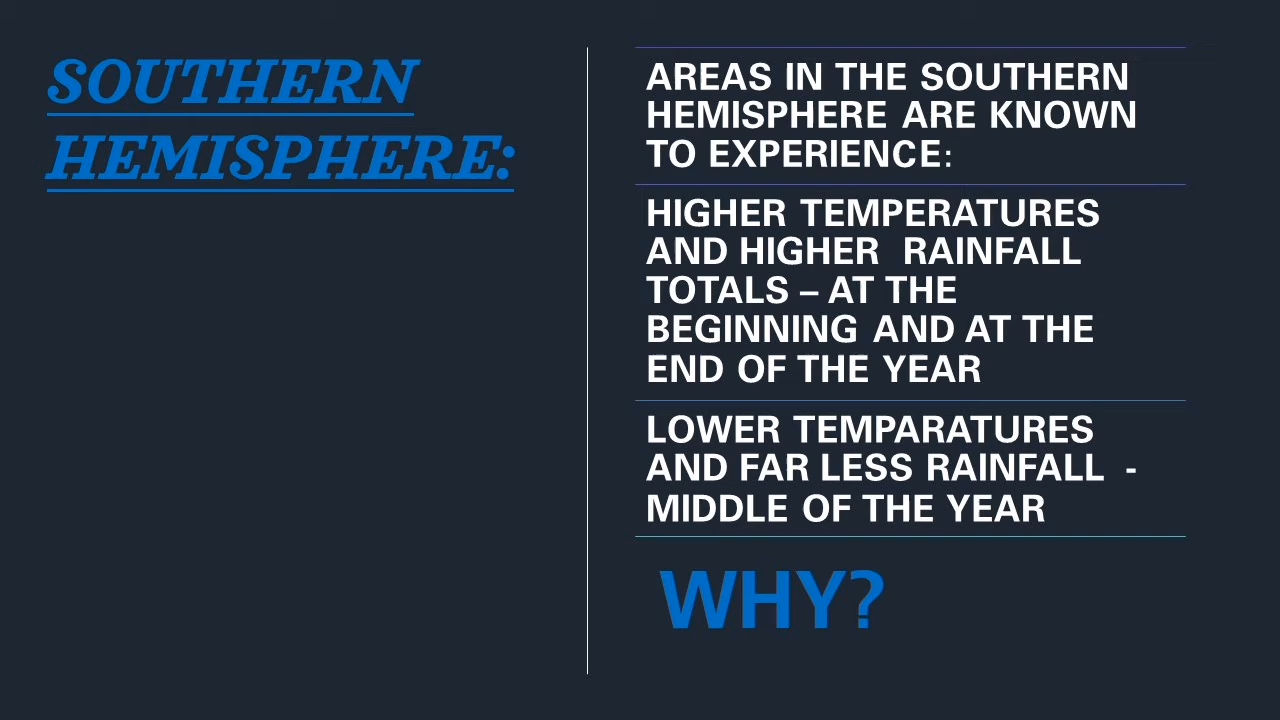 SOUTHERN
HEMISPHERE:
AREAS IN THE SOUTHERN
HEMISPHERE ARE KNOWN
TO EXPERIENCE:
HIGHER TEMPERATURES
AND HIGHER  RAINFALL
TOTALS – AT THE
BEGINNING AND AT THE
END OF THE YEAR
LOWER TEMPARATURES
AND FAR LESS RAINFALL  -
MIDDLE OF THE YEAR
WHY?